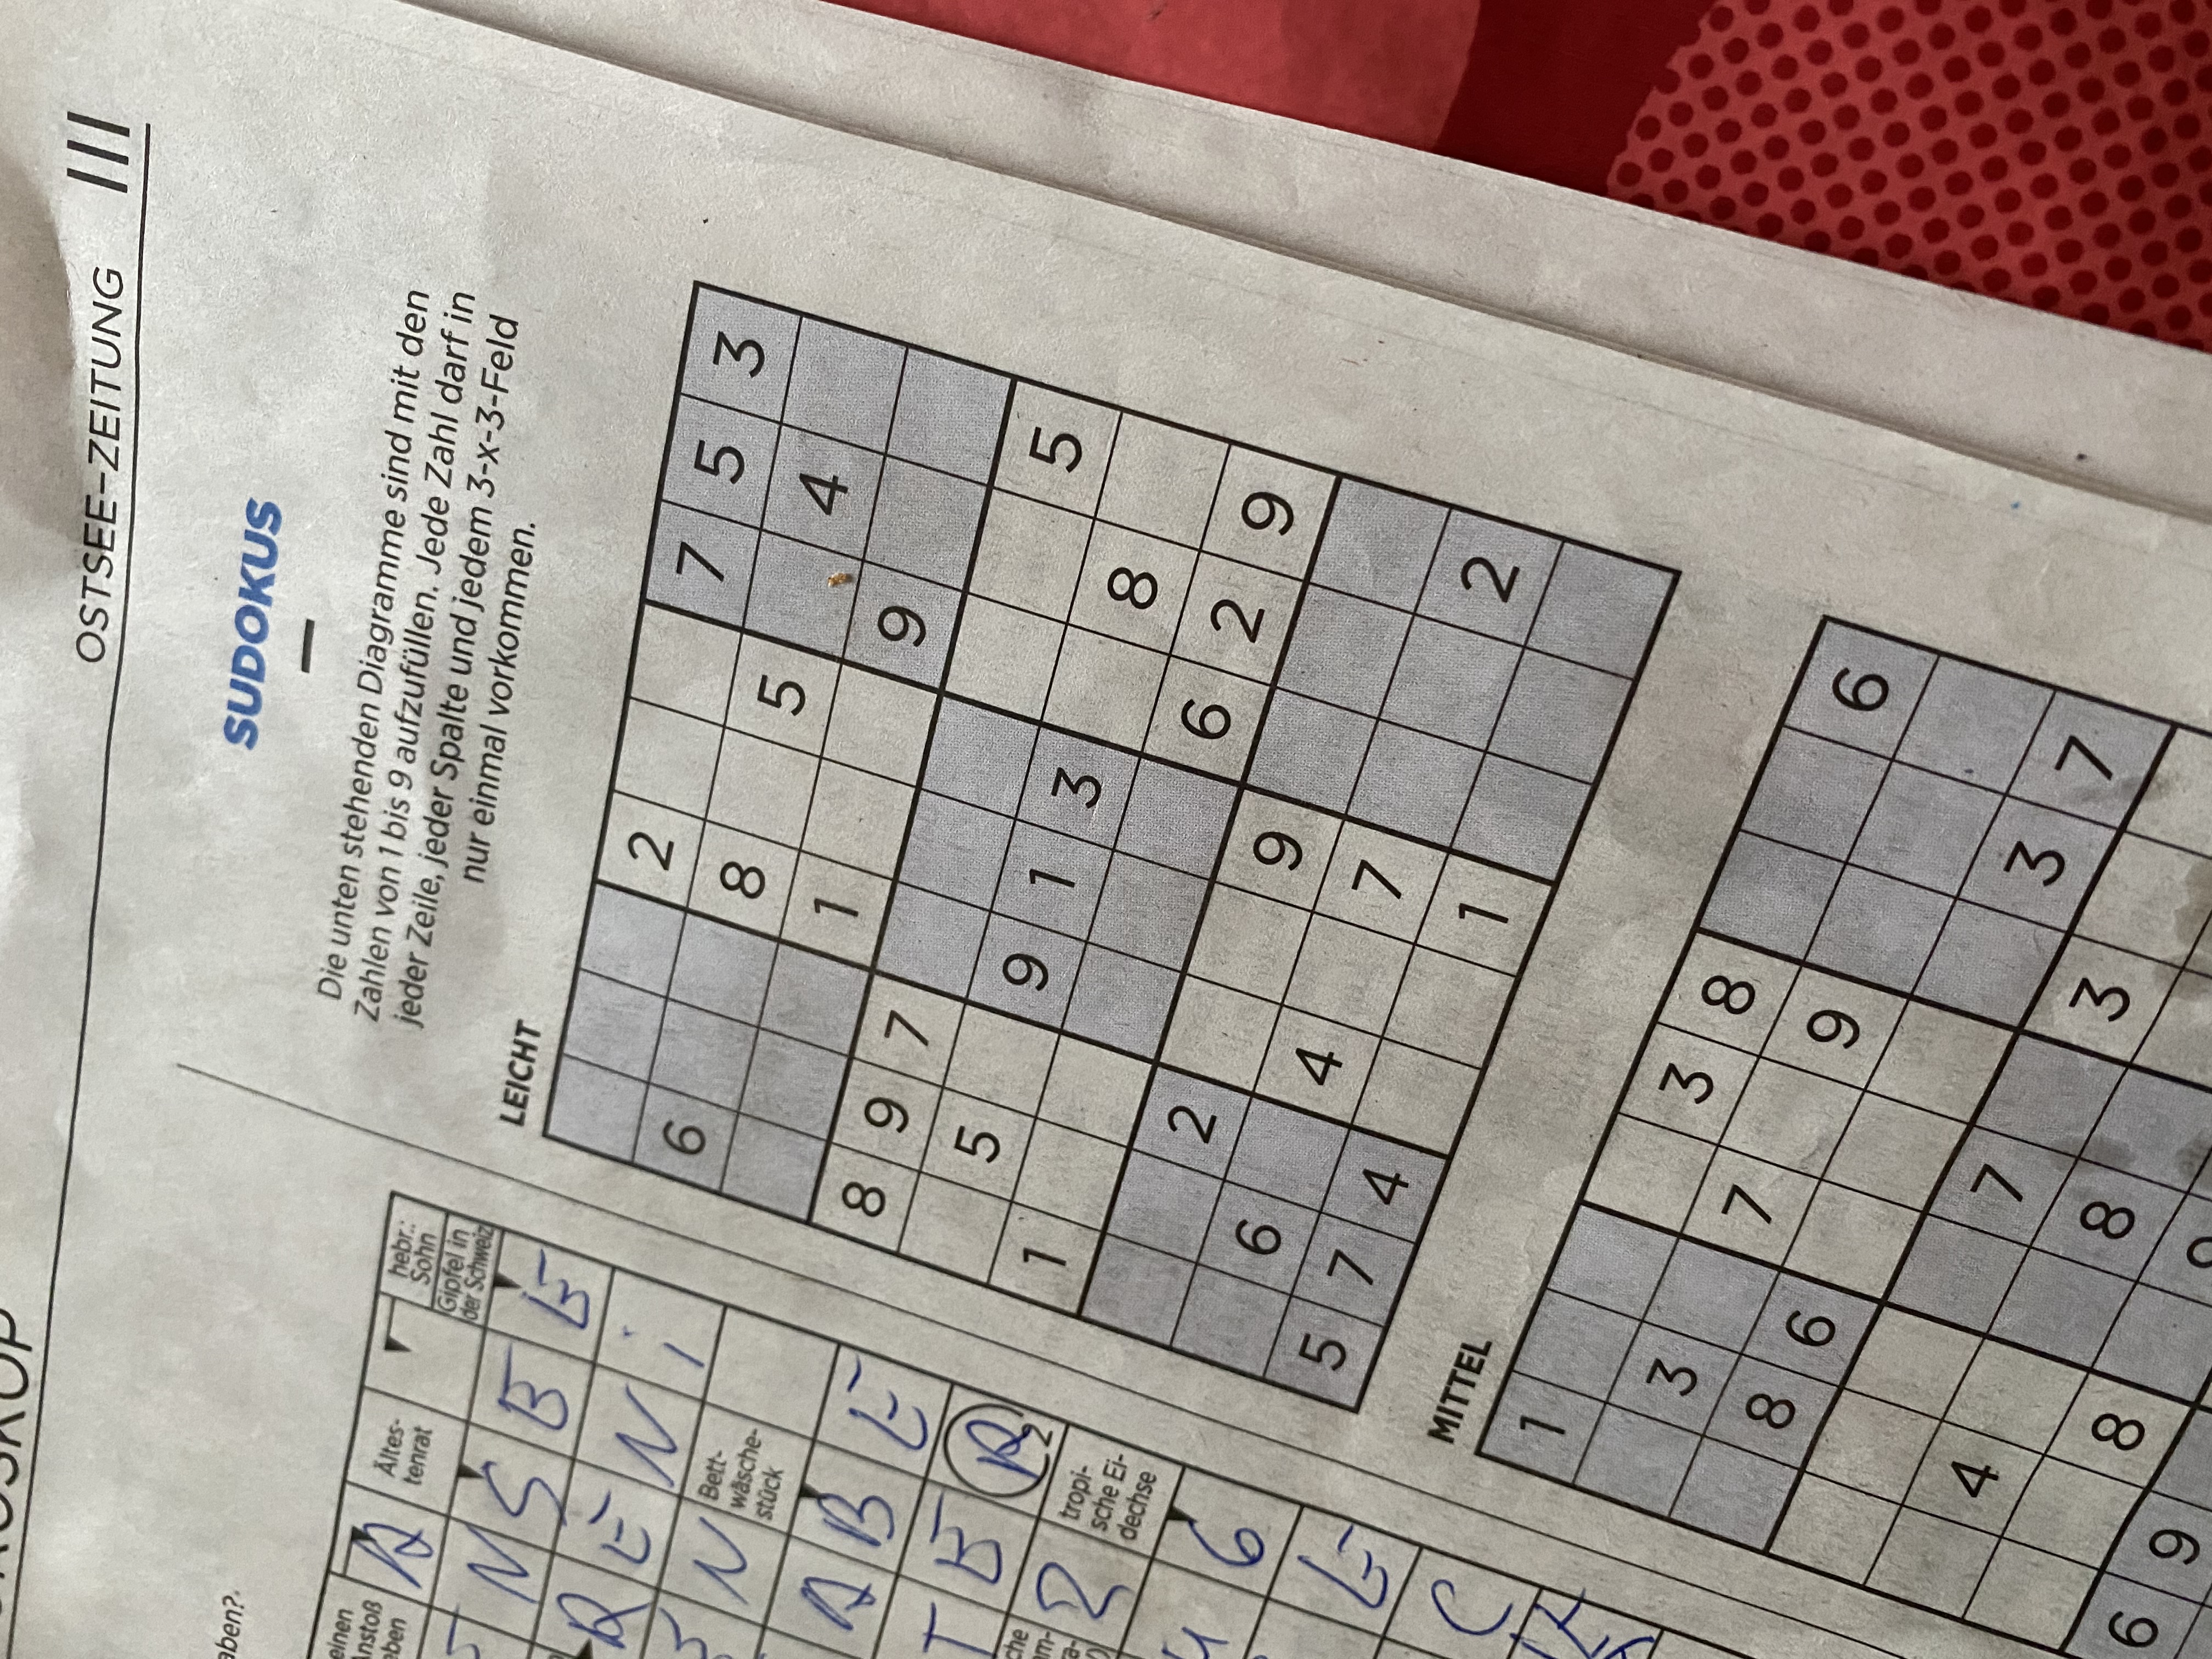 OSTSEE–ZEITUNG III
aben?
einen
Anstoß
eben
A
Ältes-
tenrat
hebr.:
Sohn
Gipfel in
der Schweiz
N S E E
R E N i
N
Bett-
wäsche-
stück
A B E
T E R
2
tropi-
sche Ei-
dechse
6
E
C
SUDOKUS
Die unten stehenden Diagramme sind mit den
Zahlen von 1 bis 9 aufzufüllen. Jede Zahl darf in
jeder Zeile, jeder Spalte und jedem 3-x-3-Feld
nur einmal vorkommen.
LEICHT
2 7 5 3
6 8 5 4
1 9
8 9 7 5
5 9 1 3 8
1 6 2 9
2 9
6 4 7 2
5 7 4 1
MITTEL
1 3 8 6
3 7 9
8 6 3 7
7 3
4 8
8
6 9